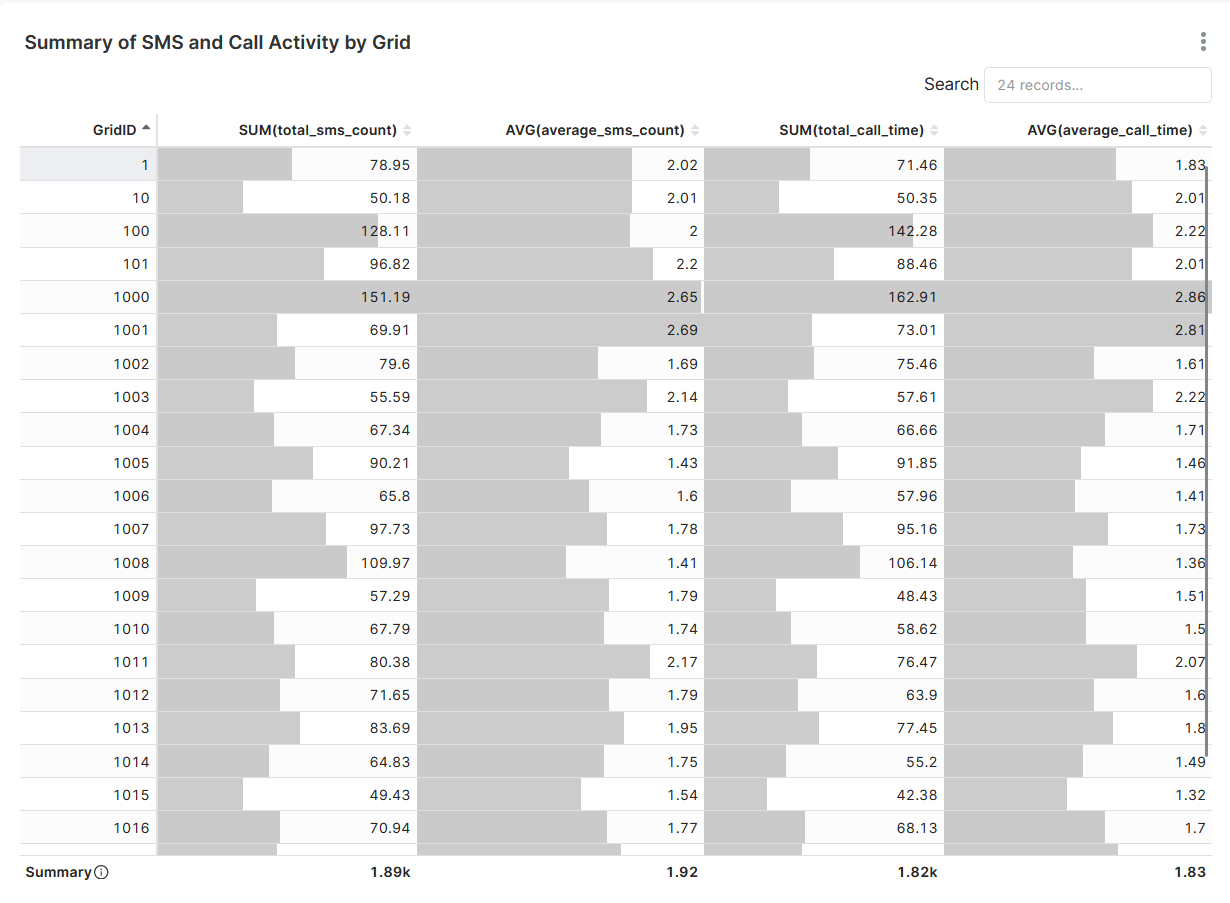 Summary of SMS and Call Activity by Grid
Search 24 records...
GridID SUM(total_sms_count) AVG(average_sms_count) SUM(total_call_time) AVG(average_call_time)
1 78.95 2.02 71.46 1.83
10 50.18 2.01 50.35 2.01
100 128.11 2 142.28 2.22
101 96.82 2.2 88.46 2.01
1000 151.19 2.65 162.91 2.86
1001 69.91 2.69 73.01 2.81
1002 79.6 1.69 75.46 1.61
1003 55.59 2.14 57.61 2.22
1004 67.34 1.73 66.66 1.71
1005 90.21 1.43 91.85 1.46
1006 65.8 1.6 57.96 1.41
1007 97.73 1.78 95.16 1.73
1008 109.97 1.41 106.14 1.36
1009 57.29 1.79 48.43 1.51
1010 67.79 1.74 58.62 1.5
1011 80.38 2.17 76.47 2.07
1012 71.65 1.79 63.9 1.6
1013 83.69 1.95 77.45 1.8
1014 64.83 1.75 55.2 1.49
1015 49.43 1.54 42.38 1.32
1016 70.94 1.77 68.13 1.7
Summary 1.89k 1.92 1.82k 1.83